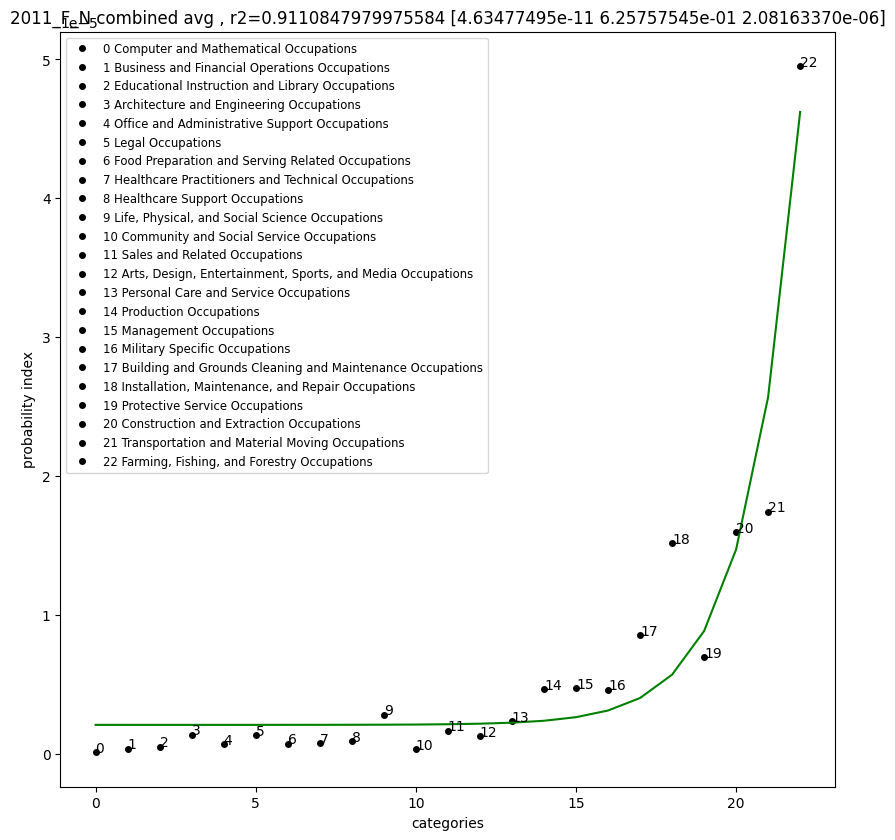 2011_F_N combined avg , r2=0.9110847979975584 [4.63477495e-11 6.25757545e-01 2.08163370e-06]
1e-5
0 Computer and Mathematical Occupations
1 Business and Financial Operations Occupations
2 Educational Instruction and Library Occupations
3 Architecture and Engineering Occupations
4 Office and Administrative Support Occupations
5 Legal Occupations
6 Food Preparation and Serving Related Occupations
7 Healthcare Practitioners and Technical Occupations
8 Healthcare Support Occupations
9 Life, Physical, and Social Science Occupations
10 Community and Social Service Occupations
11 Sales and Related Occupations
12 Arts, Design, Entertainment, Sports, and Media Occupations
13 Personal Care and Service Occupations
14 Production Occupations
15 Management Occupations
16 Military Specific Occupations
17 Building and Grounds Cleaning and Maintenance Occupations
18 Installation, Maintenance, and Repair Occupations
19 Protective Service Occupations
20 Construction and Extraction Occupations
21 Transportation and Material Moving Occupations
22 Farming, Fishing, and Forestry Occupations
probability index
5
4
3
2
1
0
0
1
2
3
4
5
6
7
8
9
10
11
12
13
14
15
16
17
18
19
20
21
22
0
5
10
15
20
categories